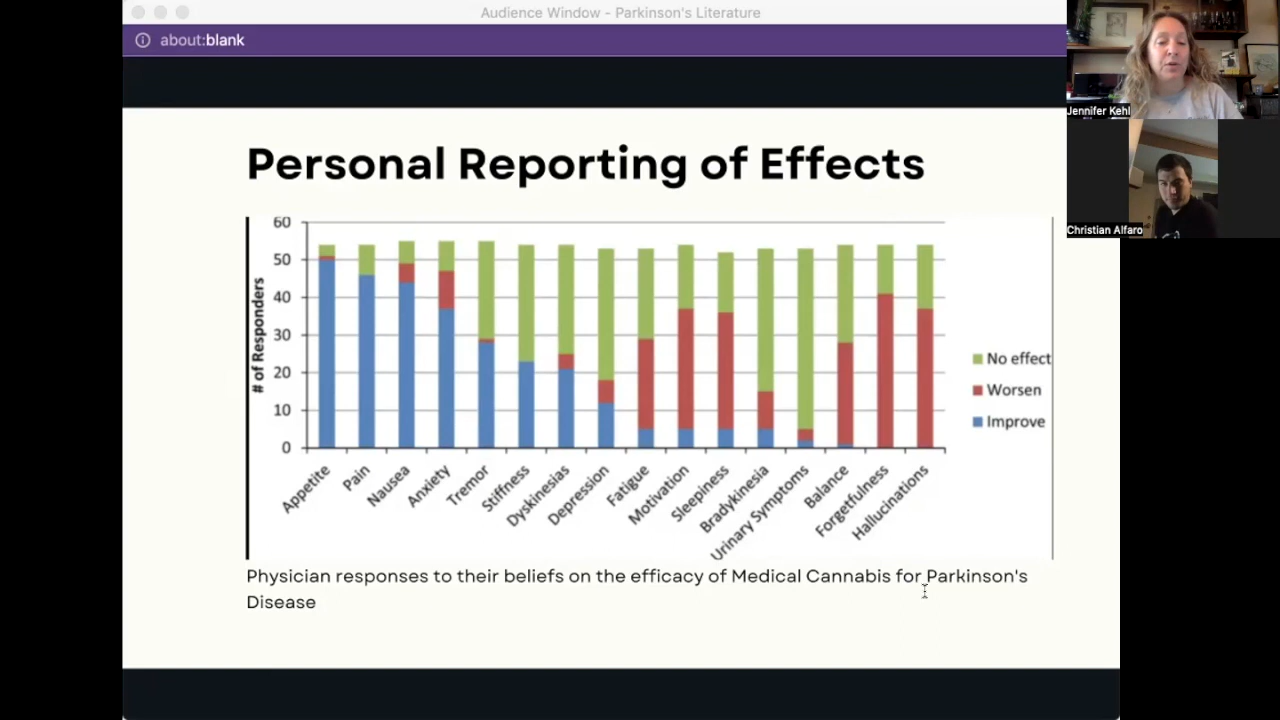 Audience Window - Parkinson's Literature
about:blank
Jennifer Kehl
Christian Alfaro
Personal Reporting of Effects
# of Responders
60
50
40
30
20
10
0
No effect
Worsen
Improve
Appetite
Pain
Nausea
Anxiety
Tremor
Stiffness
Dyskinesias
Depression
Fatigue
Motivation
Sleepiness
Bradykinesia
Urinary Symptoms
Balance
Forgetfulness
Hallucinations
Physician responses to their beliefs on the efficacy of Medical Cannabis for Parkinson's
Disease